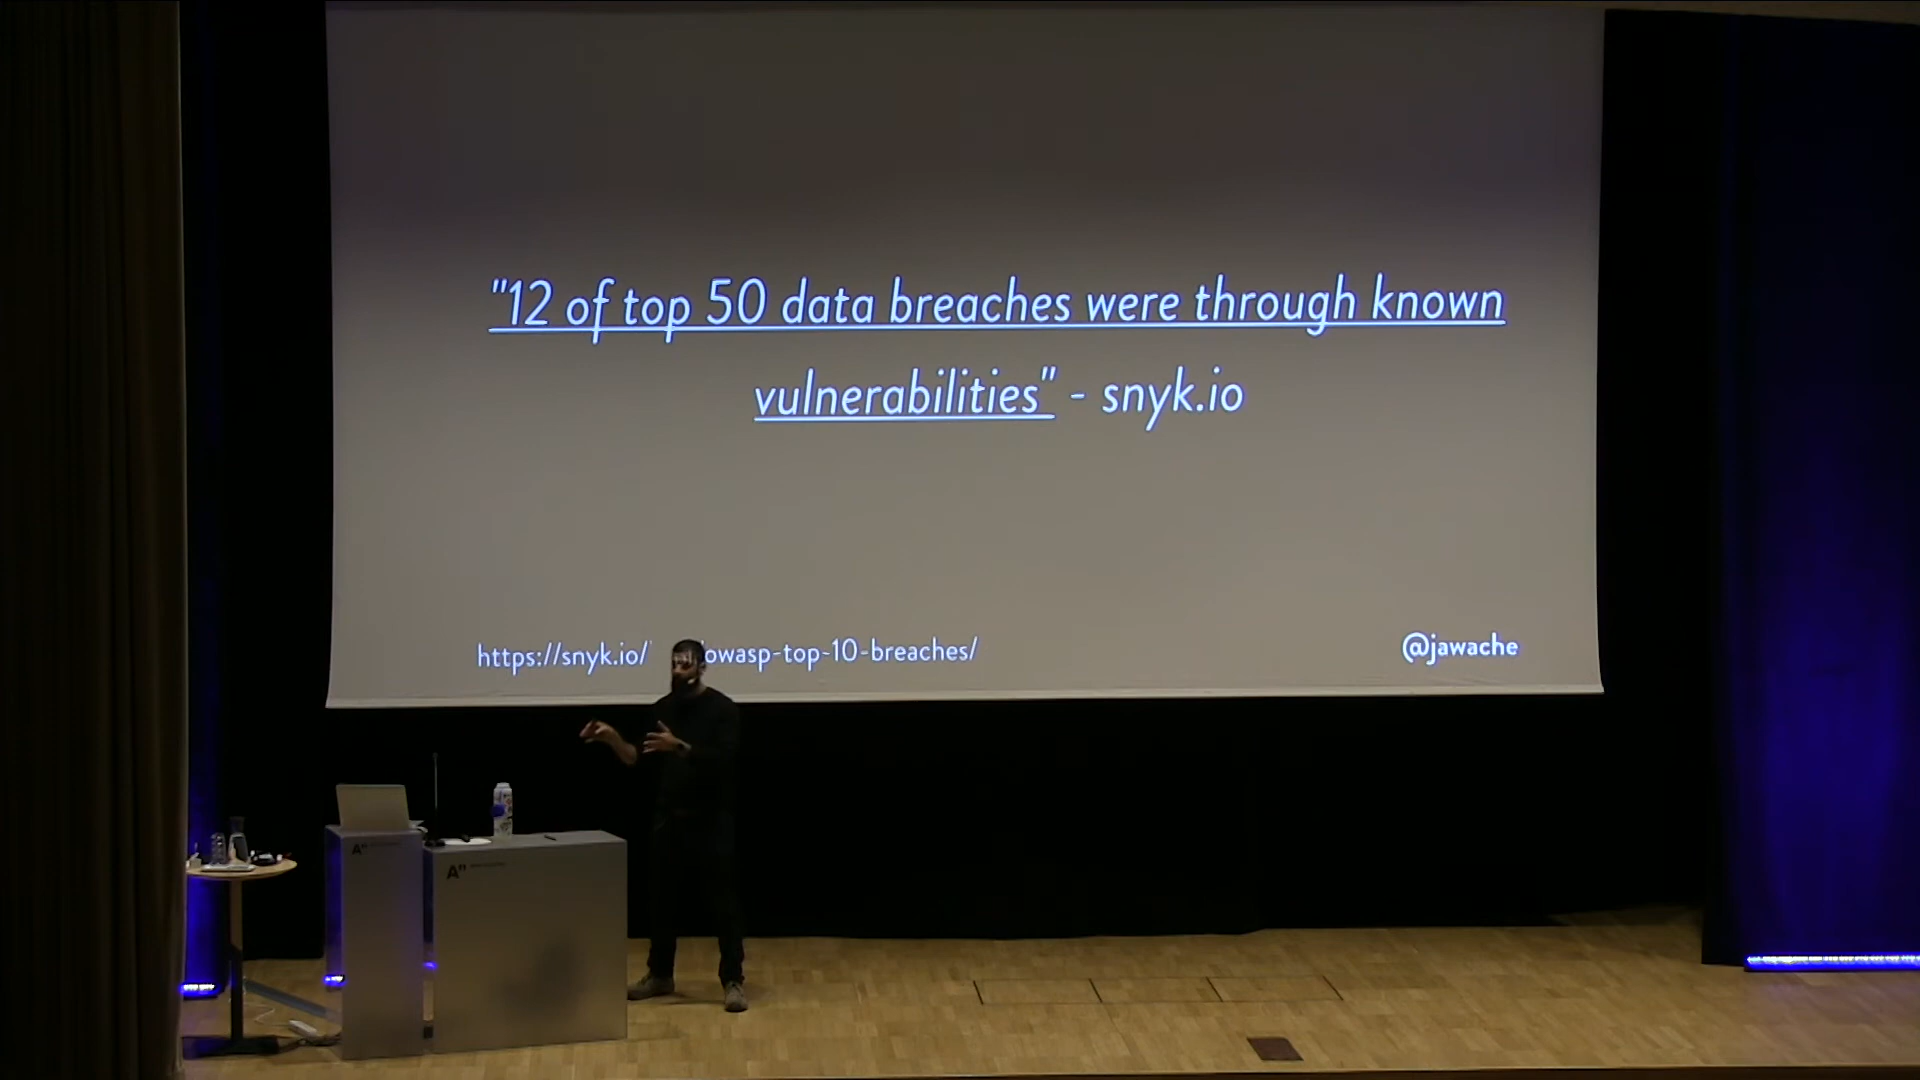 "12 of top 50 data breaches were through known
vulnerabilities" - snyk.io
https://snyk.io/ owasp-top-10-breaches/
@jawache
A"
A"